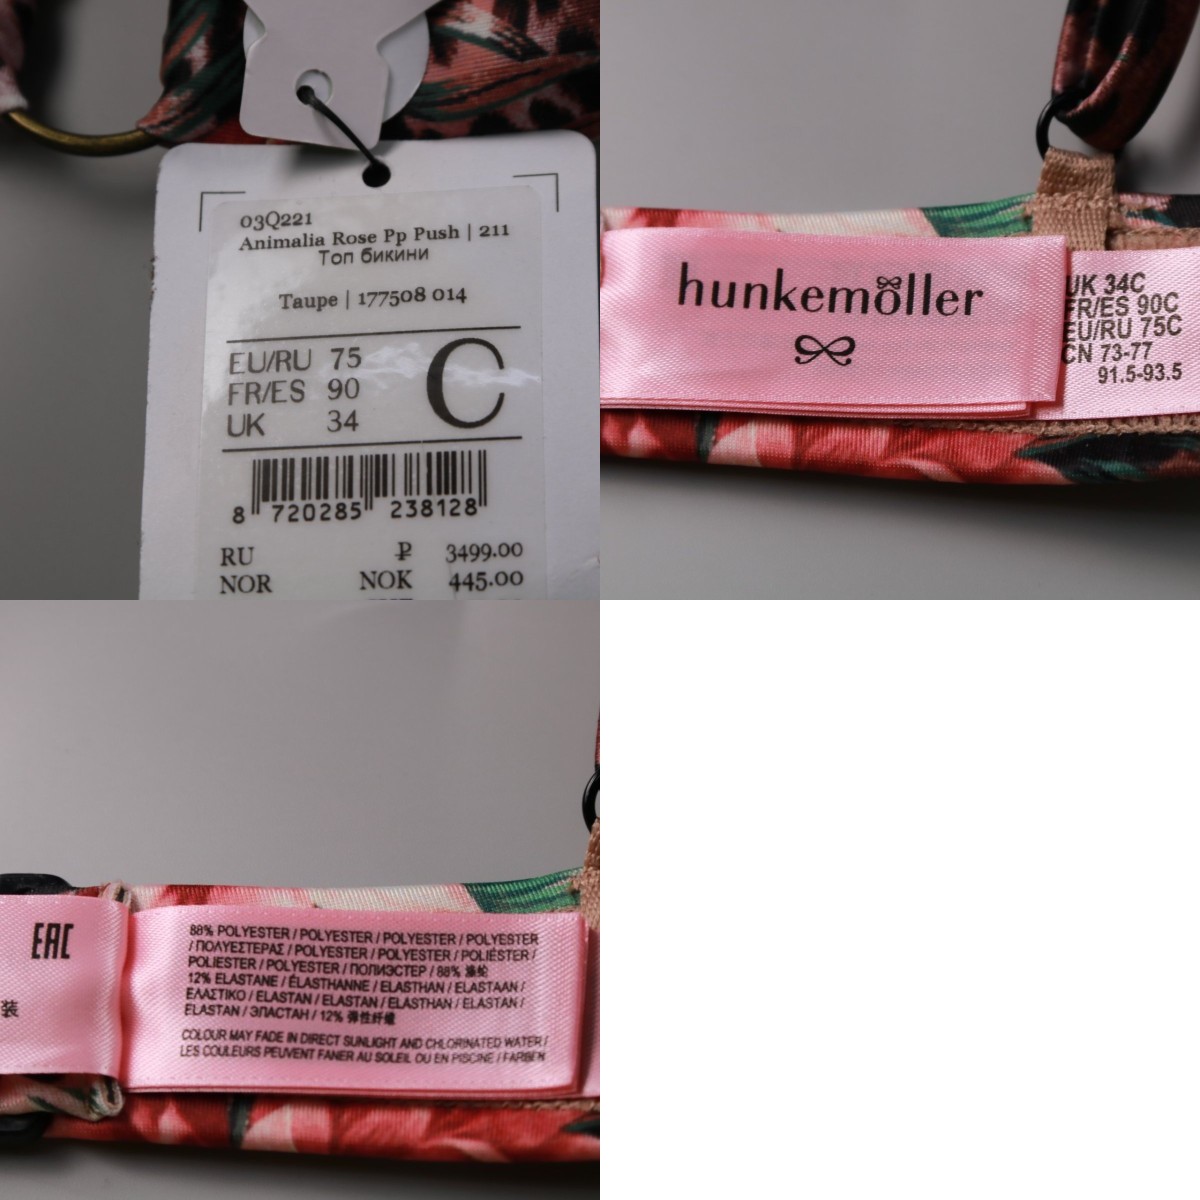 03Q221
Animalia Rose Pp Push | 211
Топ бикини
Taupe | 177508 014
EU/RU 75
FR/ES 90
UK 34
C
8 720285 238128
RU ₽ 3499.00
NOR NOK 445.00
hunkemöller
UK 34C
FR/ES 90C
EU/RU 75C
CN 73-77
91.5-93.5
EAC
装
88% POLYESTER / POLYESTER / POLYESTER / POLYESTER
/ ΠΟΛΥΕΣΤΕΡΑΣ / POLYESTER / POLYESTER / POLIÉSTER /
POLIESTER / POLYESTER / ПОЛИЭСТЕР / 88% 涤纶
12% ELASTANE / ÉLASTHANNE / ELASTHAN / ELASTAAN /
ΕΛΑΣΤΙΚΟ / ELASTAN / ELASTAN / ELASTHAN / ELASTAN /
ELASTAN / ЭЛАСТАН / 12% 弹性纤维
COLOUR MAY FADE IN DIRECT SUNLIGHT AND CHLORINATED WATER /
LES COULEURS PEUVENT FANER AU SOLEIL OU EN PISCINE / FARBEN